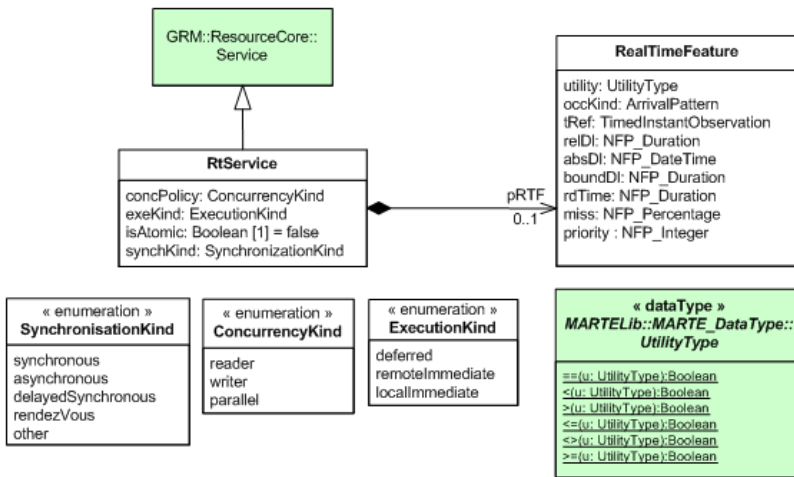 GRM::ResourceCore::
Service
RealTimeFeature
utility: UtilityType
occKind: ArrivalPattern
tRef: TimedInstantObservation
relDl: NFP_Duration
absDl: NFP_DateTime
boundDl: NFP_Duration
rdTime: NFP_Duration
miss: NFP_Percentage
priority : NFP_Integer
RtService
concPolicy: ConcurrencyKind
exeKind: ExecutionKind
isAtomic: Boolean [1] = false
synchKind: SynchronizationKind
pRTF
0..1
« enumeration »
SynchronisationKind
synchronous
asynchronous
delayedSynchronous
rendezVous
other
« enumeration »
ConcurrencyKind
reader
writer
parallel
« enumeration »
ExecutionKind
deferred
remoteImmediate
localImmediate
« dataType »
MARTELib::MARTE_DataType::
UtilityType
==(u: UtilityType):Boolean
<(u: UtilityType):Boolean
>(u: UtilityType):Boolean
<=(u: UtilityType):Boolean
<>(u: UtilityType):Boolean
>=(u: UtilityType):Boolean